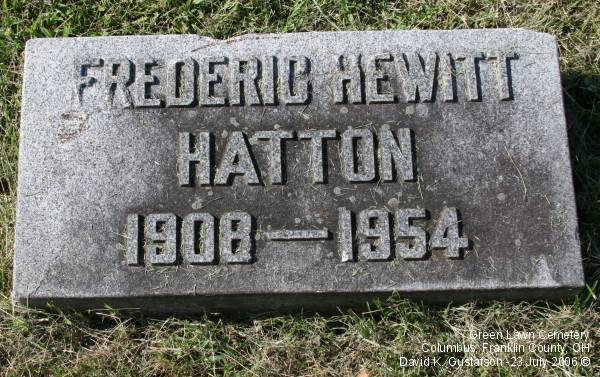 FREDERIC HEWITT
HATTON
1908 — 1954
Green Lawn Cemetery
Columbus, Franklin County, OH
David K. Gustafson -23 July 2006 ©